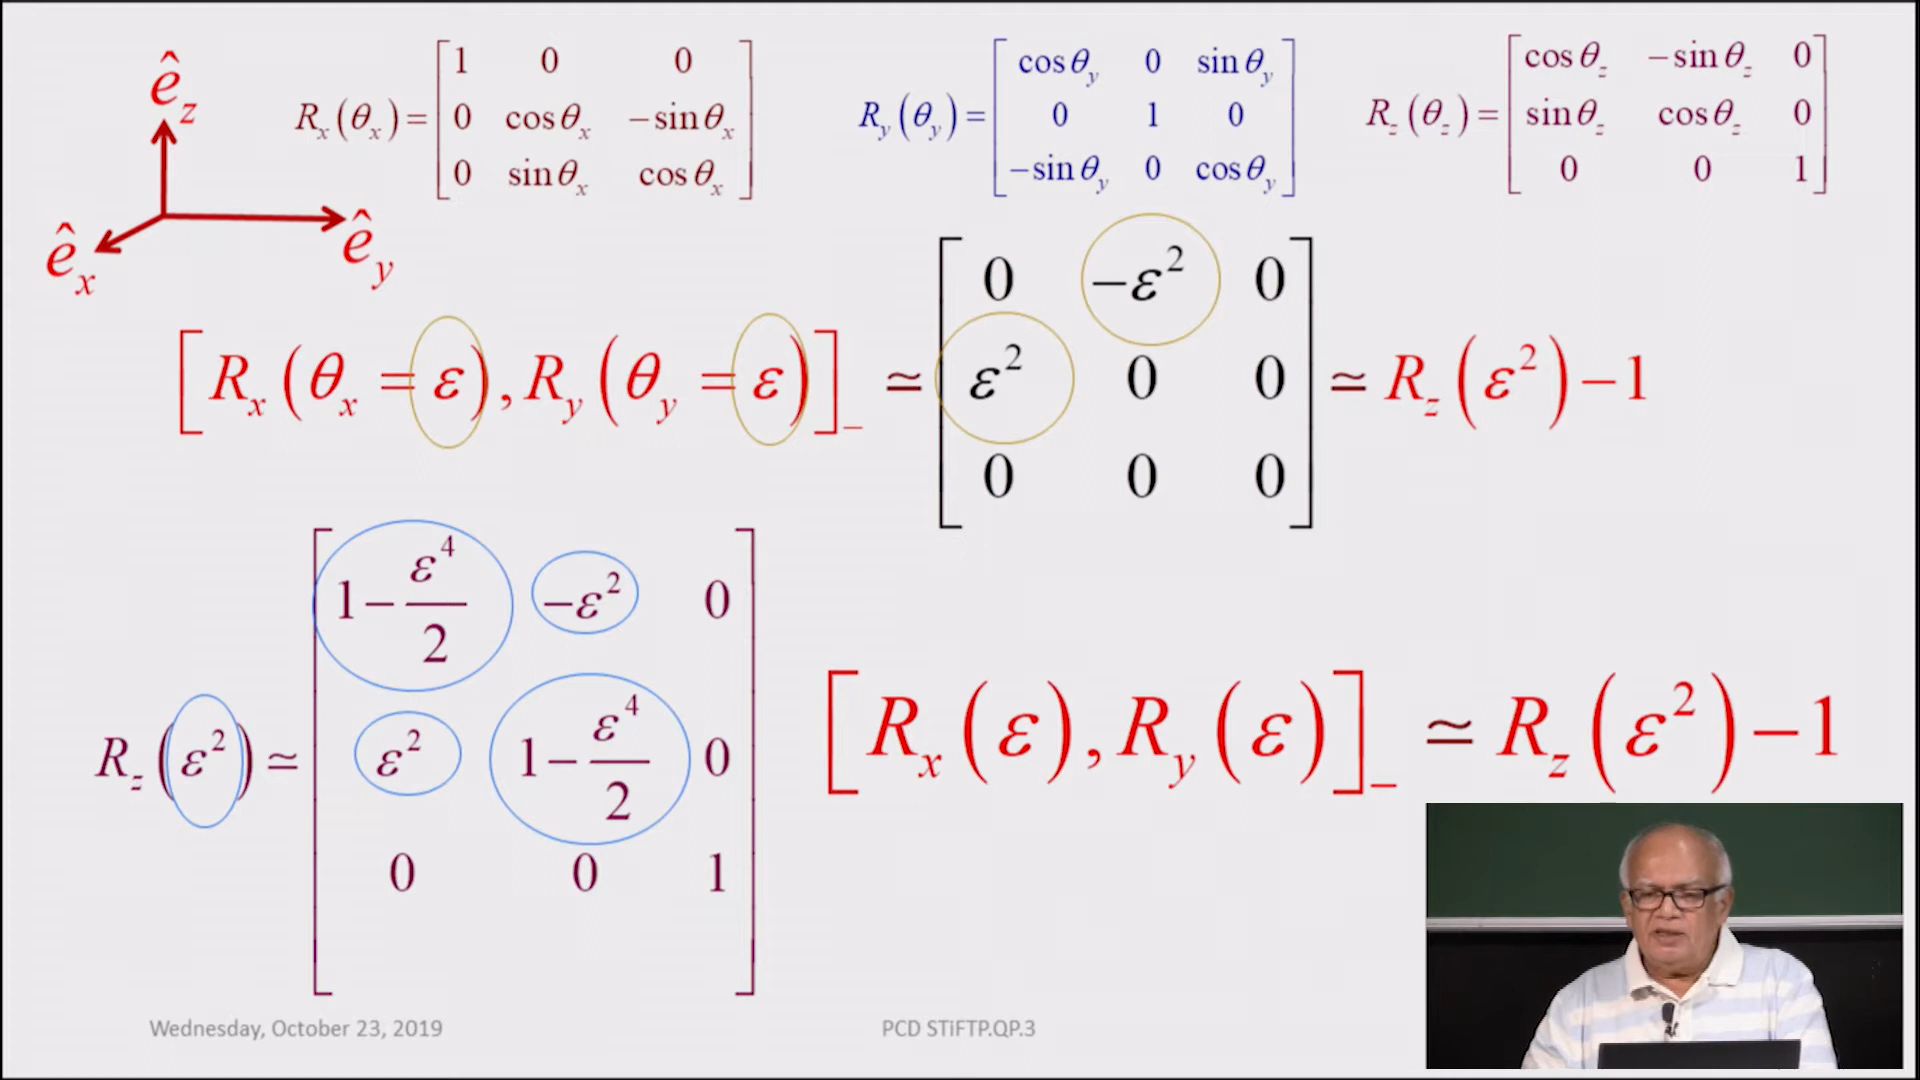 ê_z
ê_y
ê_x
R_x(θ_x) = [1 0 0
0 cosθ_x −sinθ_x
0 sinθ_x cosθ_x]
R_y(θ_y) = [cosθ_y 0 sinθ_y
0 1 0
−sinθ_y 0 cosθ_y]
R_z(θ_z) = [cosθ_z −sinθ_z 0
sinθ_z cosθ_z 0
0 0 1]
[R_x(θ_x = ε), R_y(θ_y = ε)]_− ≃ [0 −ε² 0
ε² 0 0
0 0 0] ≃ R_z(ε²) − 1
R_z(ε²) ≃ [1 − ε⁴/2 −ε² 0
ε² 1 − ε⁴/2 0
0 0 1]
[R_x(ε), R_y(ε)]_− ≃ R_z(ε²) − 1
Wednesday, October 23, 2019
PCD STiFTP.QP.3